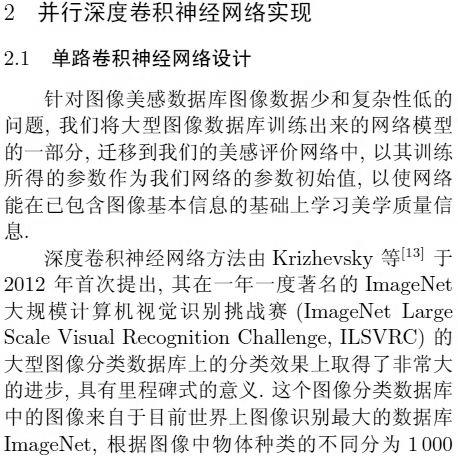 2 并行深度卷积神经网络实现
2.1 单路卷积神经网络设计
针对图像美感数据库图像数据少和复杂性低的
问题, 我们将大型图像数据库训练出来的网络模型
的一部分, 迁移到我们的美感评价网络中, 以其训练
所得的参数作为我们网络的参数初始值, 以使网络
能在已包含图像基本信息的基础上学习美学质量信
息.
深度卷积神经网络方法由 Krizhevsky 等[13] 于
2012 年首次提出, 其在一年一度著名的 ImageNet
大规模计算机视觉识别挑战赛 (ImageNet Large
Scale Visual Recognition Challenge, ILSVRC) 的
大型图像分类数据库上的分类效果上取得了非常大
的进步, 具有里程碑式的意义. 这个图像分类数据库
中的图像来自于目前世界上图像识别最大的数据库
ImageNet, 根据图像中物体种类的不同分为 1 000